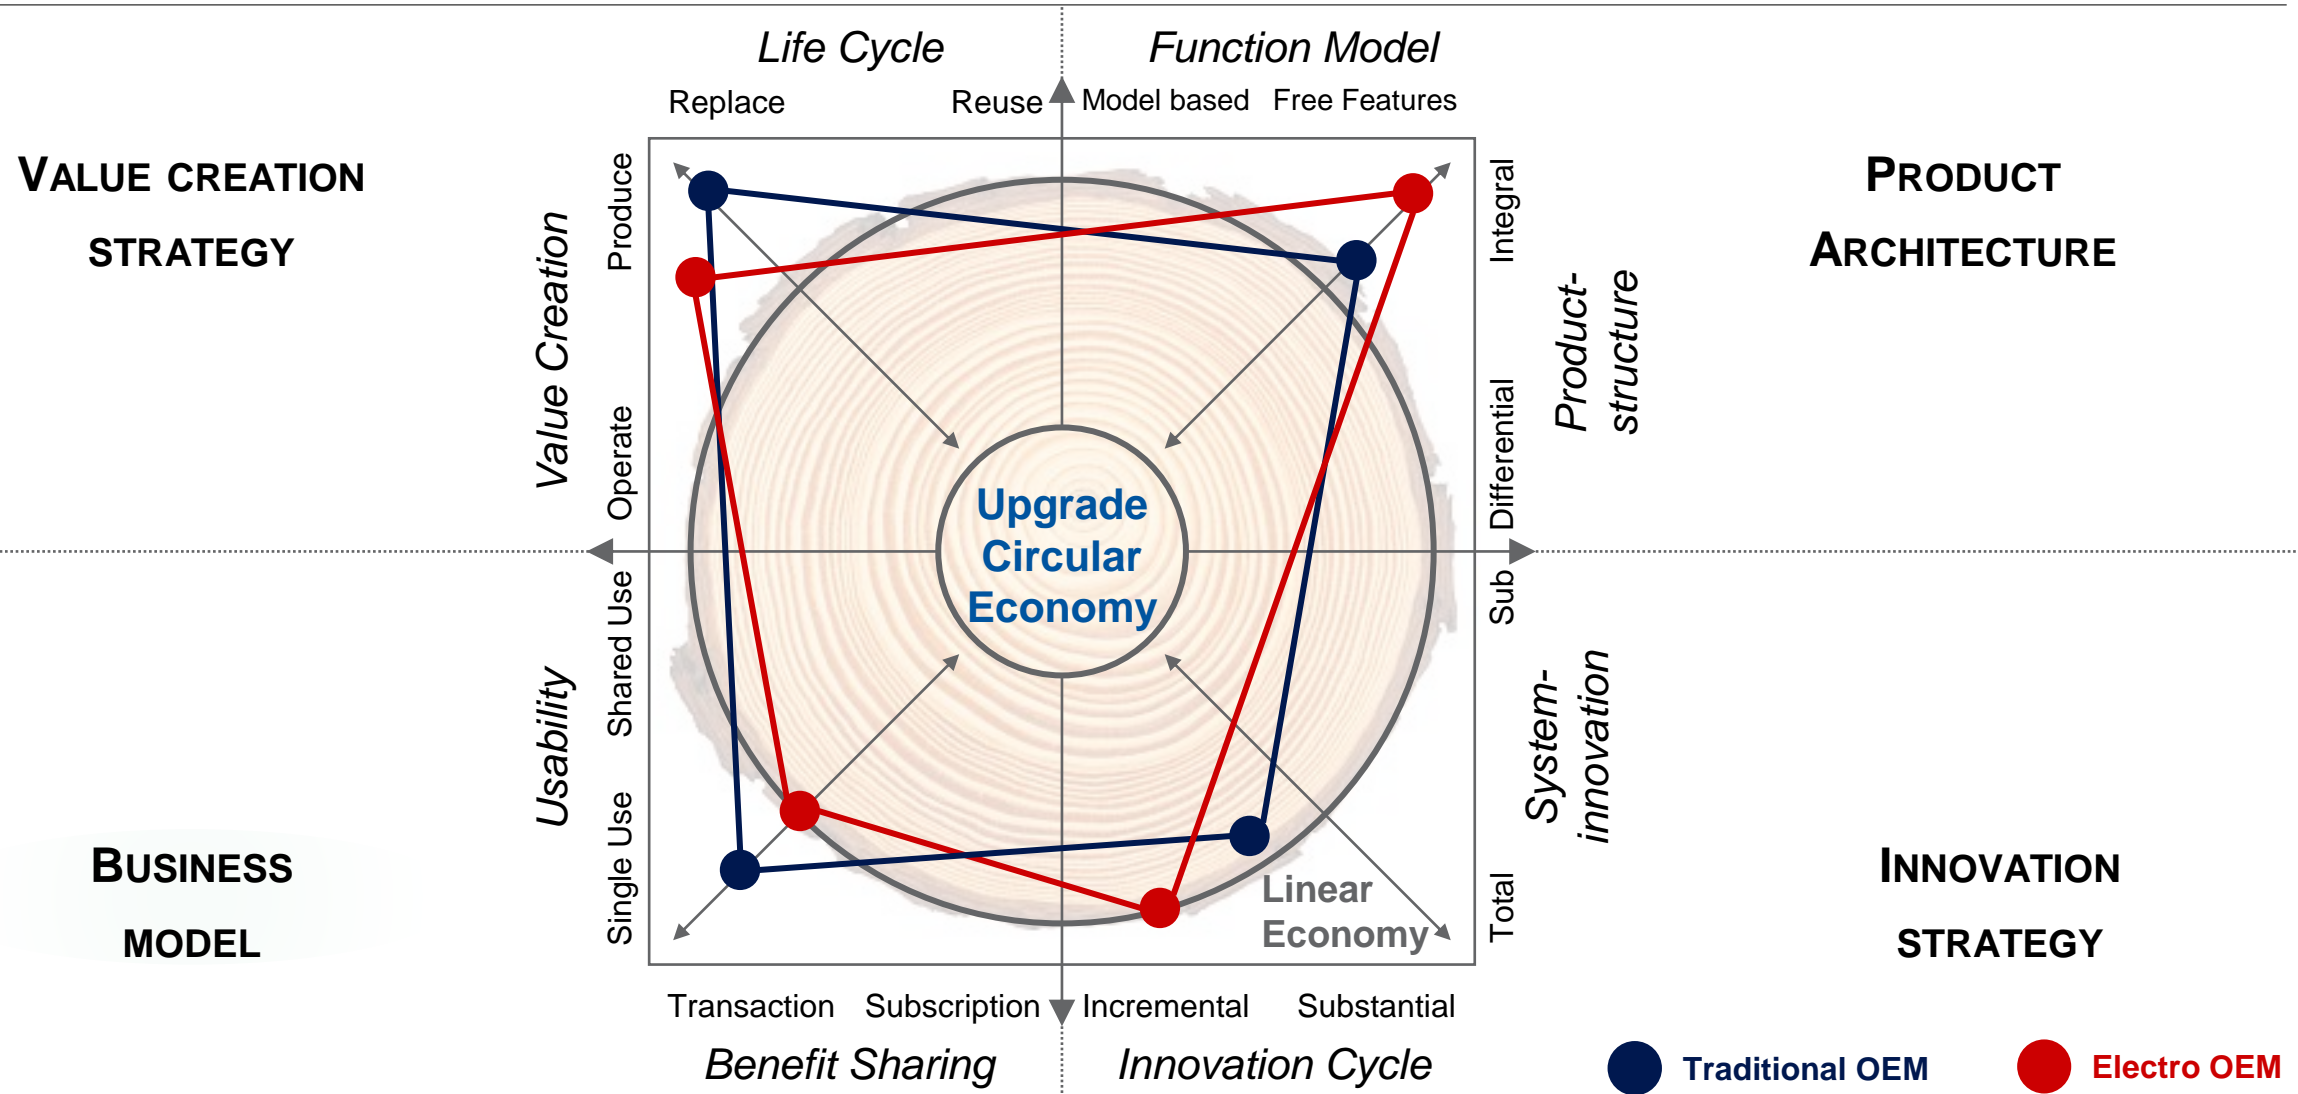 Life Cycle
Function Model
Replace
Reuse
Model based
Free Features
VALUE CREATION
STRATEGY
PRODUCT
ARCHITECTURE
Value Creation
Produce
Operate
Integral
Differential
Product-
structure
Upgrade
Circular
Economy
Usability
Shared Use
Single Use
Sub
Total
System-
innovation
BUSINESS
MODEL
INNOVATION
STRATEGY
Linear
Economy
Transaction
Subscription
Incremental
Substantial
Benefit Sharing
Innovation Cycle
Traditional OEM
Electro OEM